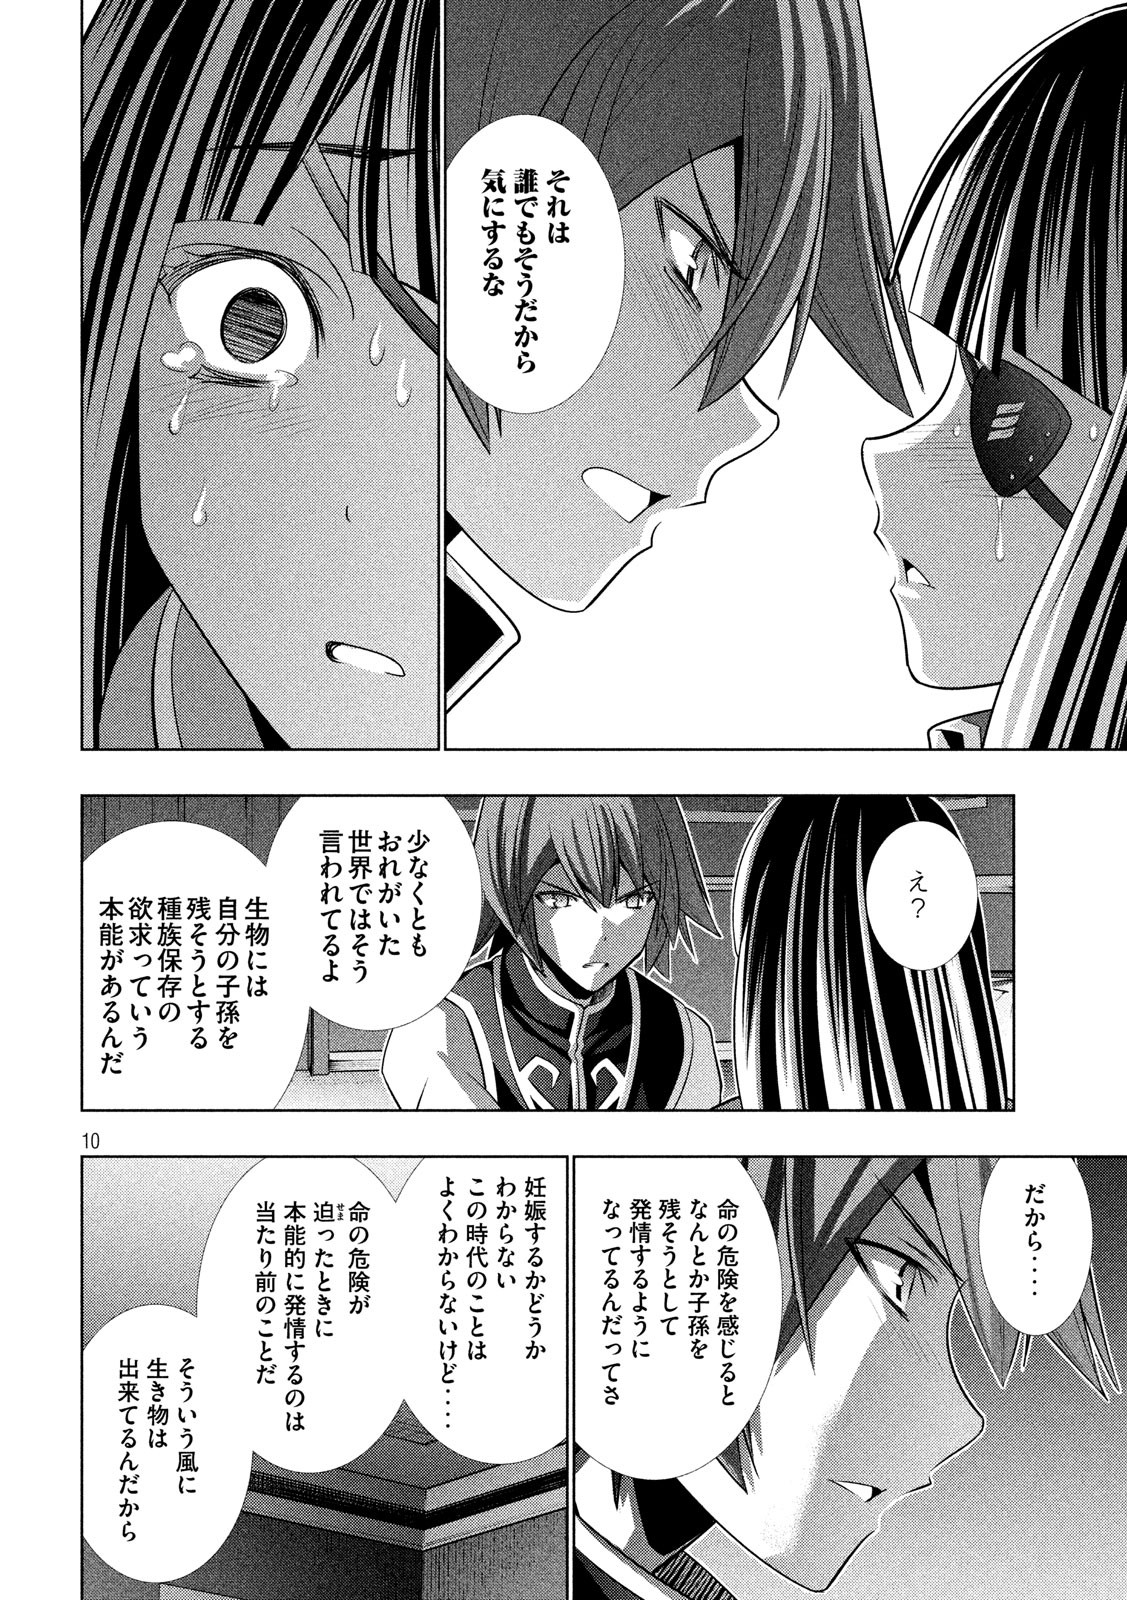 それは
誰でもそうだから
気にするな
え？
少なくとも
おれがいた
世界ではそう
言われてるよ
生物には
自分の子孫を
残そうとする
種族保存の
欲求っていう
本能があるんだ
だから‥‥
命の危険を感じると
なんとか子孫を
残そうとして
発情するように
なってるんだってさ
妊娠するかどうか
わからない
この時代のことは
よくわからないけど‥‥
命の危険が
迫ったときに
せま
本能的に発情するのは
当たり前のことだ
そういう風に
生き物は
出来てるんだから
10